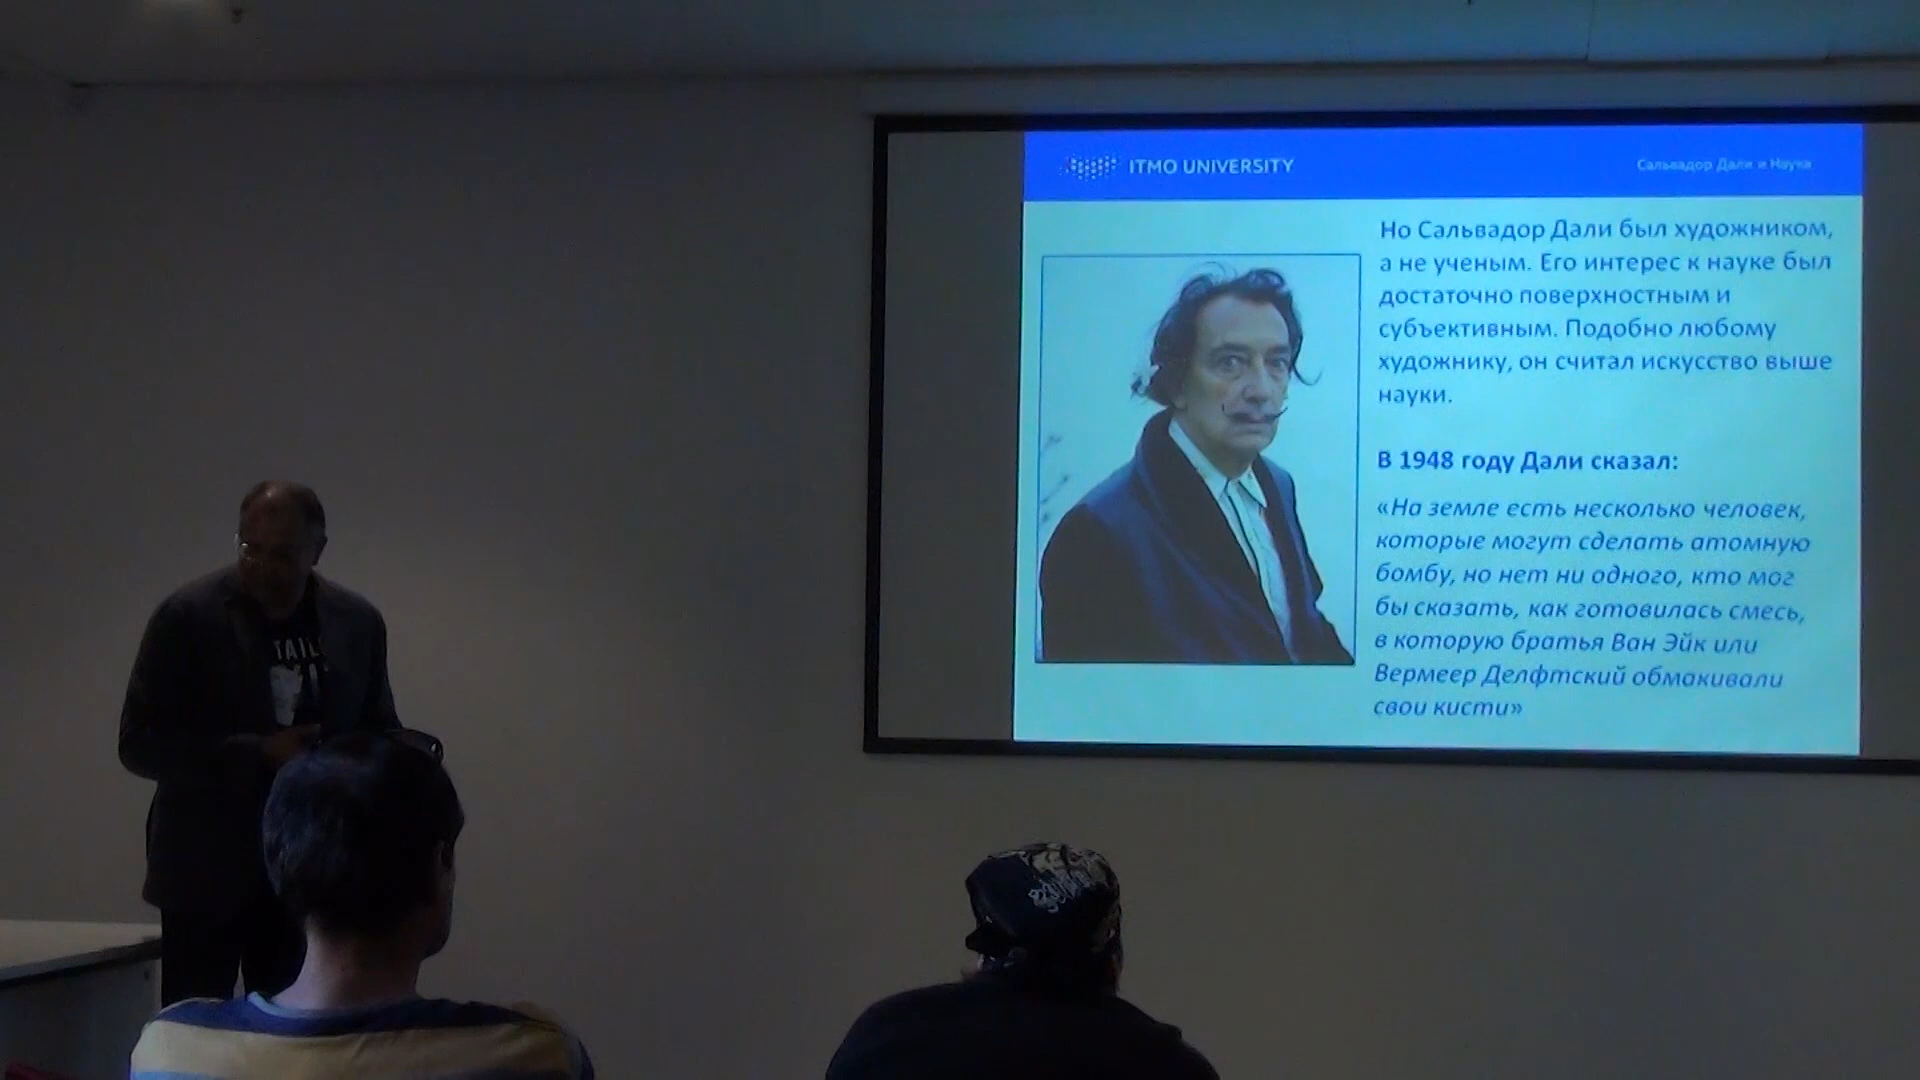 ITMO UNIVERSITY
Сальвадор Дали и Наука
Но Сальвадор Дали был художником,
а не ученым. Его интерес к науке был
достаточно поверхностным и
субъективным. Подобно любому
художнику, он считал искусство выше
науки.
В 1948 году Дали сказал:
«На земле есть несколько человек,
которые могут сделать атомную
бомбу, но нет ни одного, кто мог
бы сказать, как готовилась смесь,
в которую братья Ван Эйк или
Вермеер Делфтский обмакивали
свои кисти»